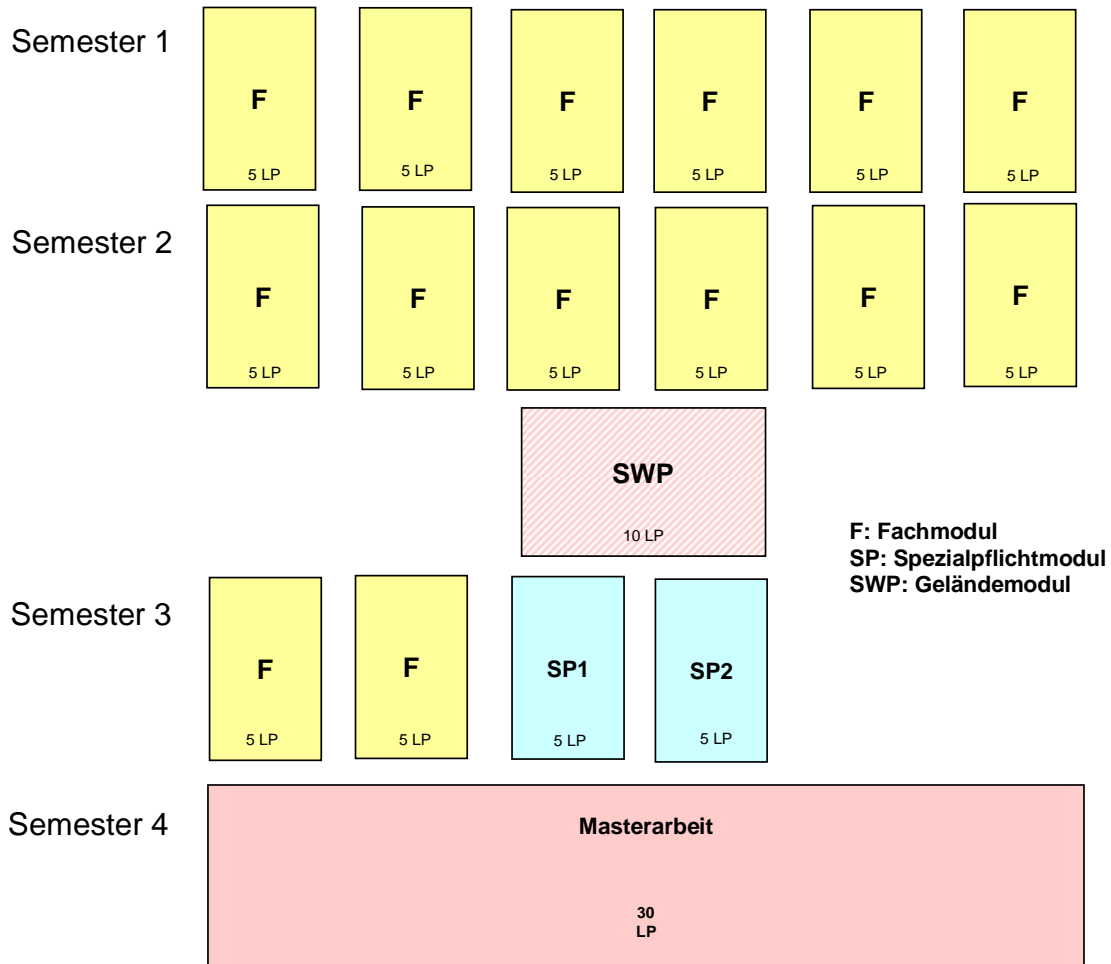 Semester 1
F
F
F
F
F
F
5 LP
5 LP
5 LP
5 LP
5 LP
5 LP
Semester 2
F
F
F
F
F
F
5 LP
5 LP
5 LP
5 LP
5 LP
5 LP
SWP
10 LP
F: Fachmodul
SP: Spezialpflichtmodul
SWP: Geländemodul
Semester 3
F
F
SP1
SP2
5 LP
5 LP
5 LP
5 LP
Semester 4
Masterarbeit
30
LP